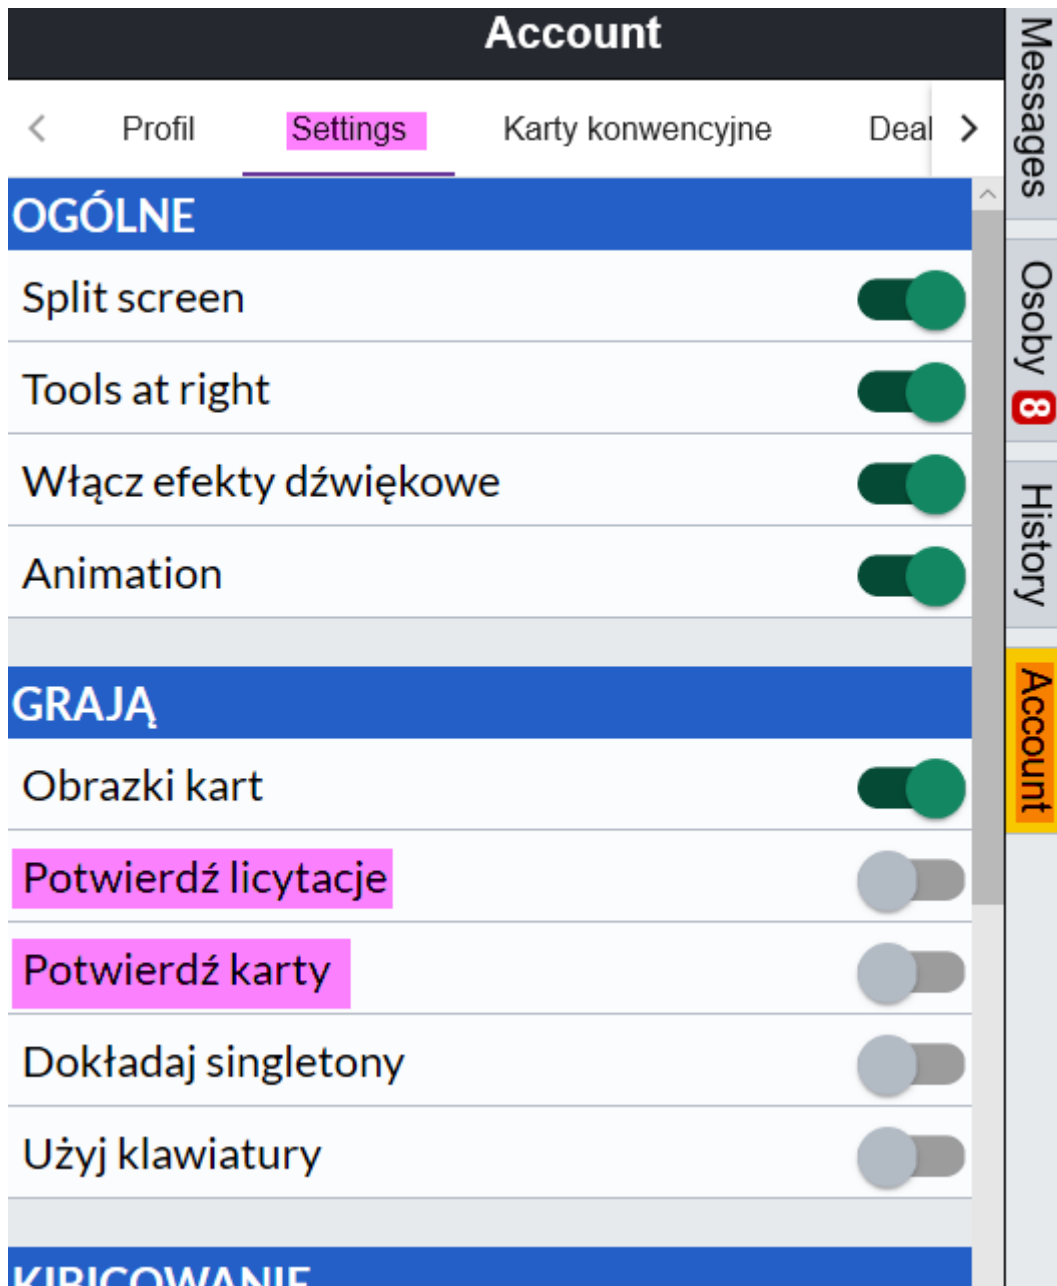 Account
Profil Settings Karty konwencyjne Deal
OGÓLNE
Split screen
Tools at right
Włącz efekty dźwiękowe
Animation
GRAJĄ
Obrazki kart
Potwierdź licytacje
Potwierdź karty
Dokładaj singletony
Użyj klawiatury
KIBICOWANIE
Messages
Osoby 8
History
Account